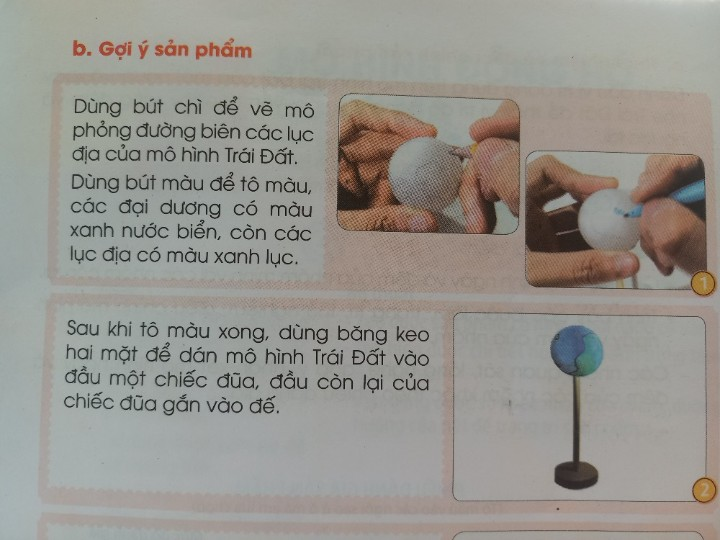 b. Gợi ý sản phẩm
Dùng bút chì để vẽ mô
phỏng đường biên các lục
địa của mô hình Trái Đất.
Dùng bút màu để tô màu,
các đại dương có màu
xanh nước biển, còn các
lục địa có màu xanh lục.
1
Sau khi tô màu xong, dùng băng keo
hai mặt để dán mô hình Trái Đất vào
đầu một chiếc đũa, đầu còn lại của
chiếc đũa gắn vào đế.
2